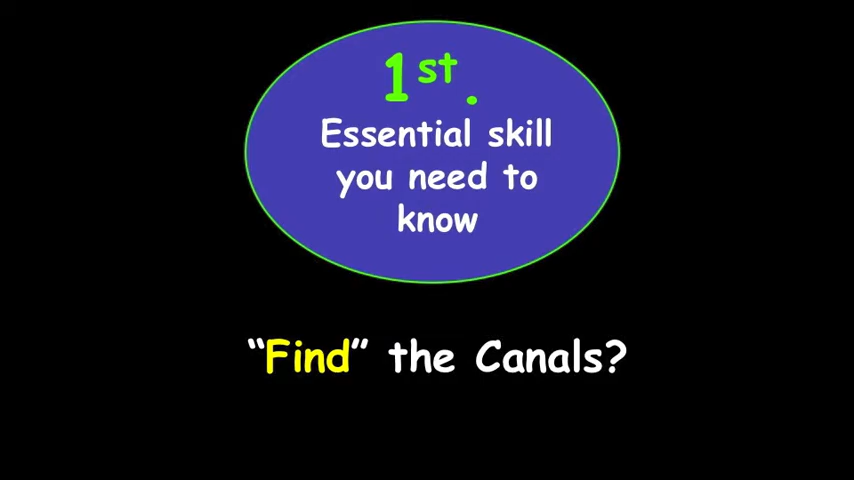 1st.
Essential skill
you need to
know
“Find” the Canals?